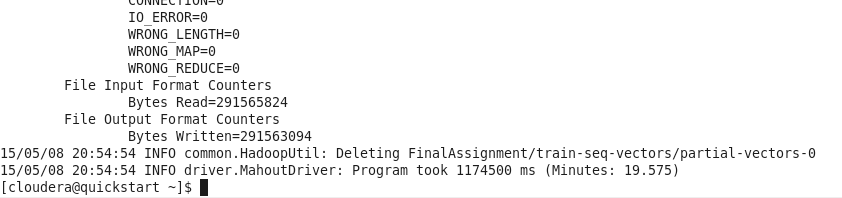 CONNECTION=0
IO_ERROR=0
WRONG_LENGTH=0
WRONG_MAP=0
WRONG_REDUCE=0
File Input Format Counters
Bytes Read=291565824
File Output Format Counters
Bytes Written=291563094
15/05/08 20:54:54 INFO common.HadoopUtil: Deleting FinalAssignment/train-seq-vectors/partial-vectors-0
15/05/08 20:54:54 INFO driver.MahoutDriver: Program took 1174500 ms (Minutes: 19.575)
[cloudera@quickstart ~]$